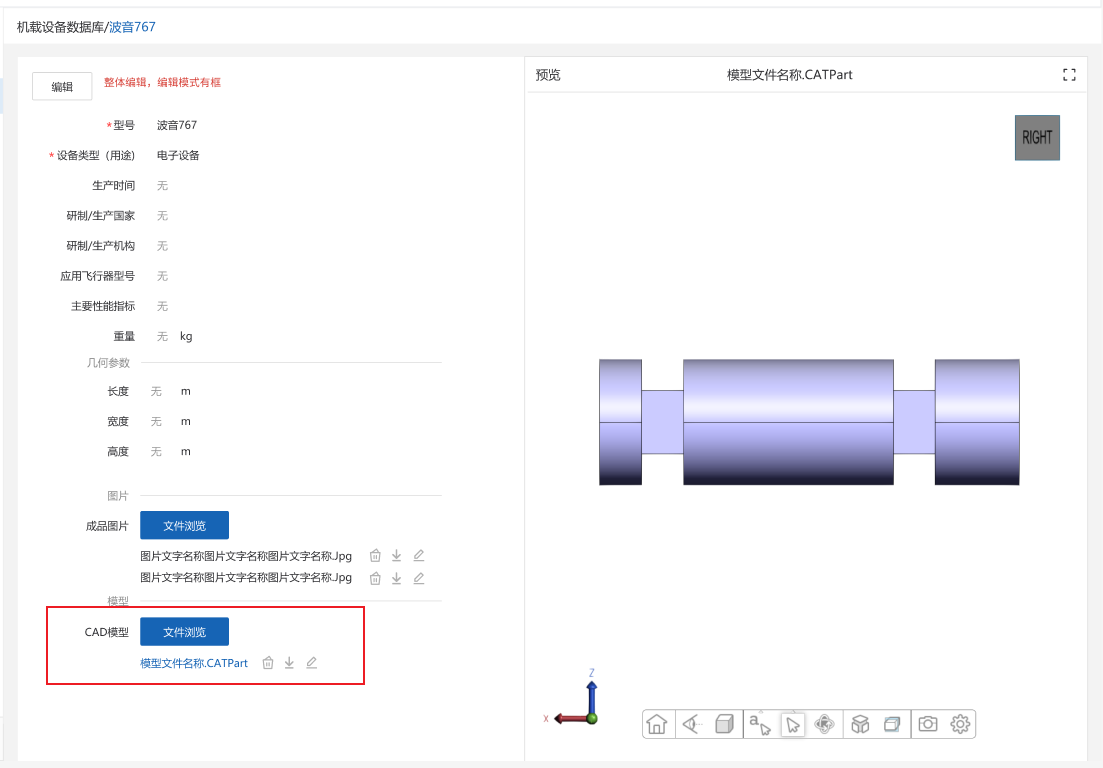 机载设备数据库/波音767
编辑
整体编辑，编辑模式有框
*型号 波音767
*设备类型（用途） 电子设备
生产时间 无
研制/生产国家 无
研制/生产机构 无
应用飞行器型号 无
主要性能指标 无
重量 无 kg
几何参数
长度 无 m
宽度 无 m
高度 无 m
图片
成品图片 文件浏览
图片文字名称图片文字名称图片文字名称.Jpg
图片文字名称图片文字名称图片文字名称.Jpg
模型
CAD模型 文件浏览
模型文件名称.CATPart
预览 模型文件名称.CATPart
RIGHT
Z
X
a